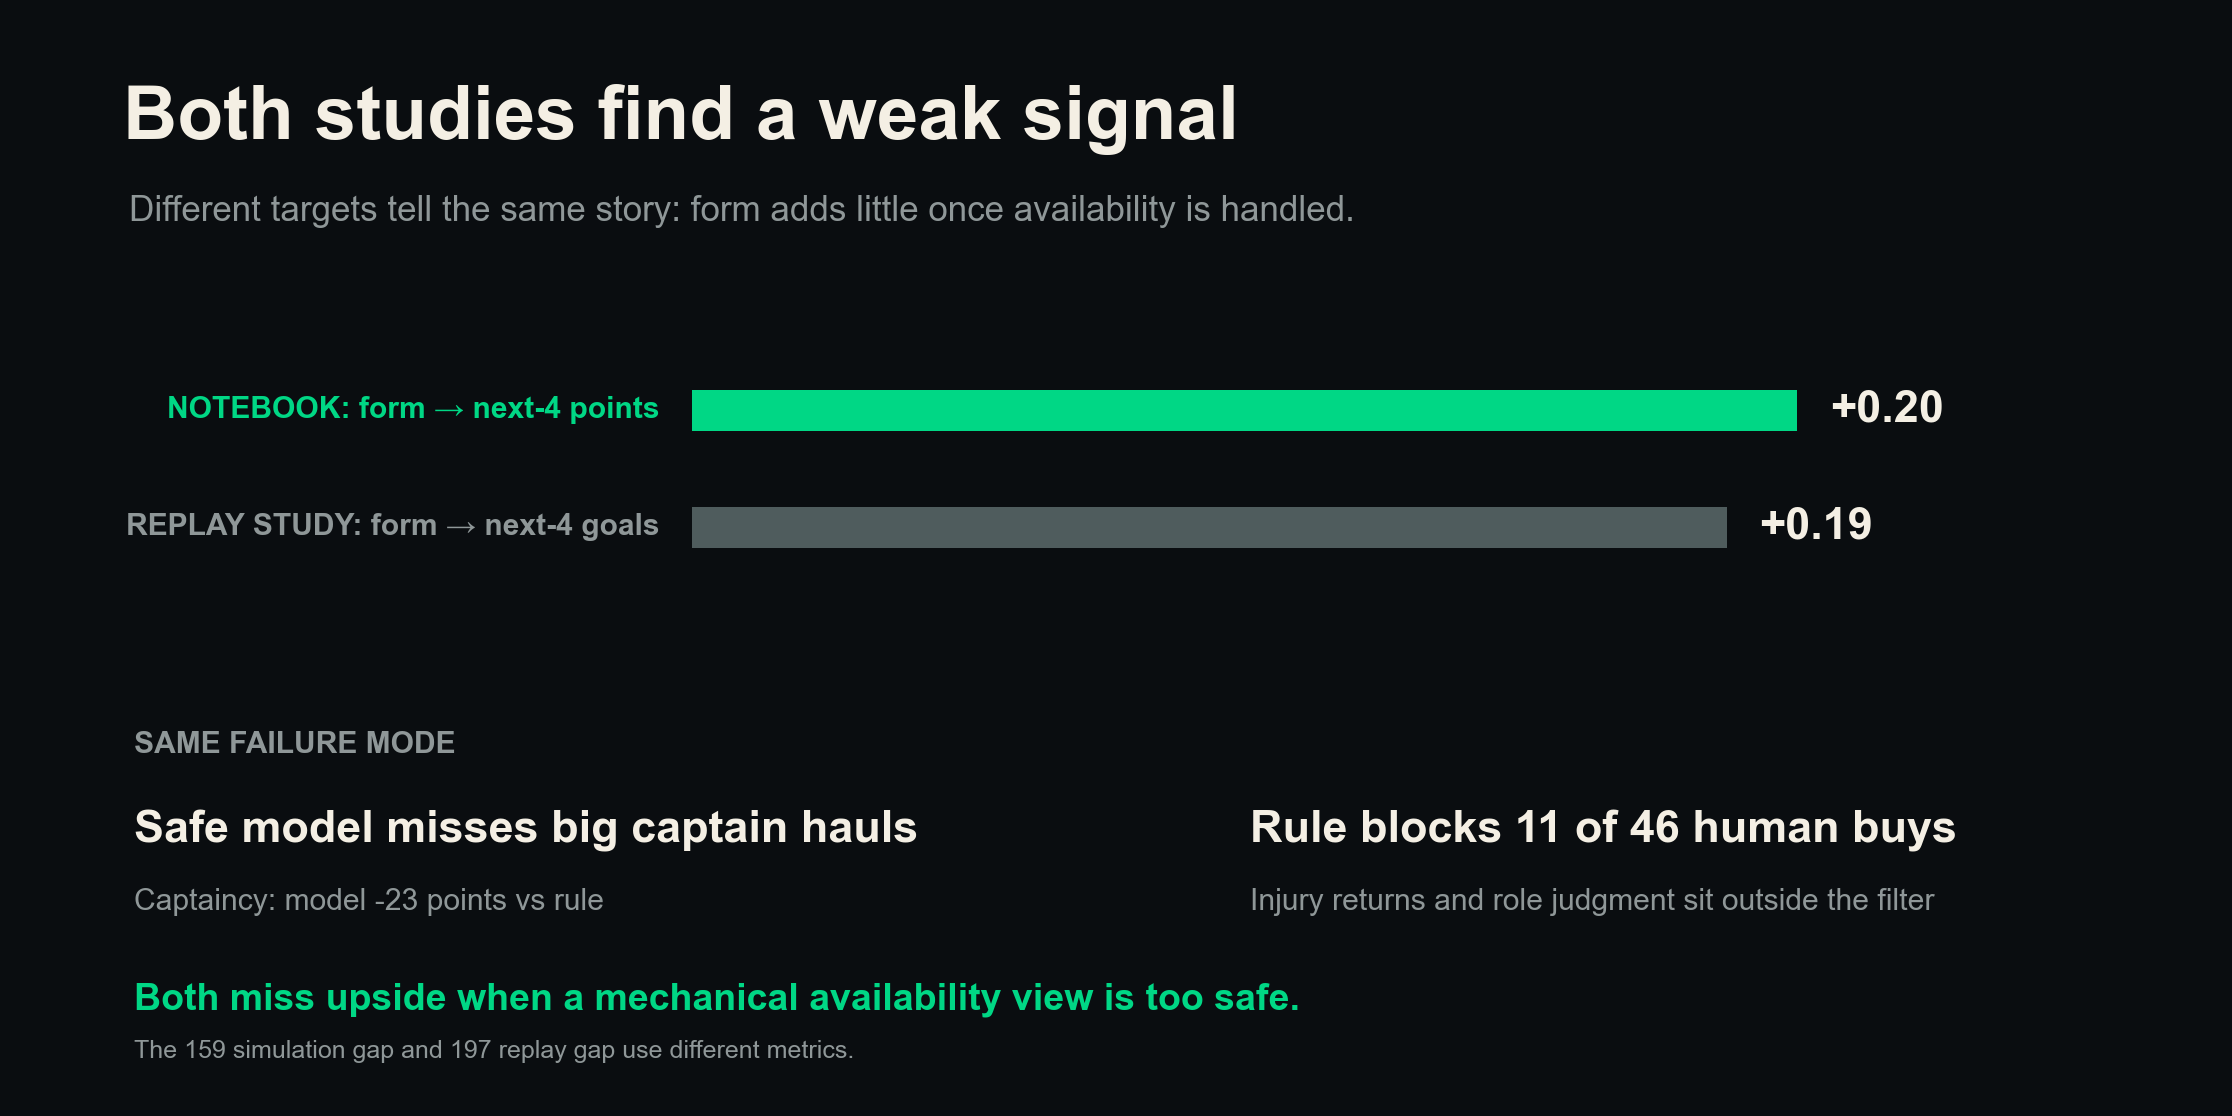 Both studies find a weak signal
Different targets tell the same story: form adds little once availability is handled.
NOTEBOOK: form → next-4 points
+0.20
REPLAY STUDY: form → next-4 goals
+0.19
SAME FAILURE MODE
Safe model misses big captain hauls
Captaincy: model -23 points vs rule
Rule blocks 11 of 46 human buys
Injury returns and role judgment sit outside the filter
Both miss upside when a mechanical availability view is too safe.
The 159 simulation gap and 197 replay gap use different metrics.